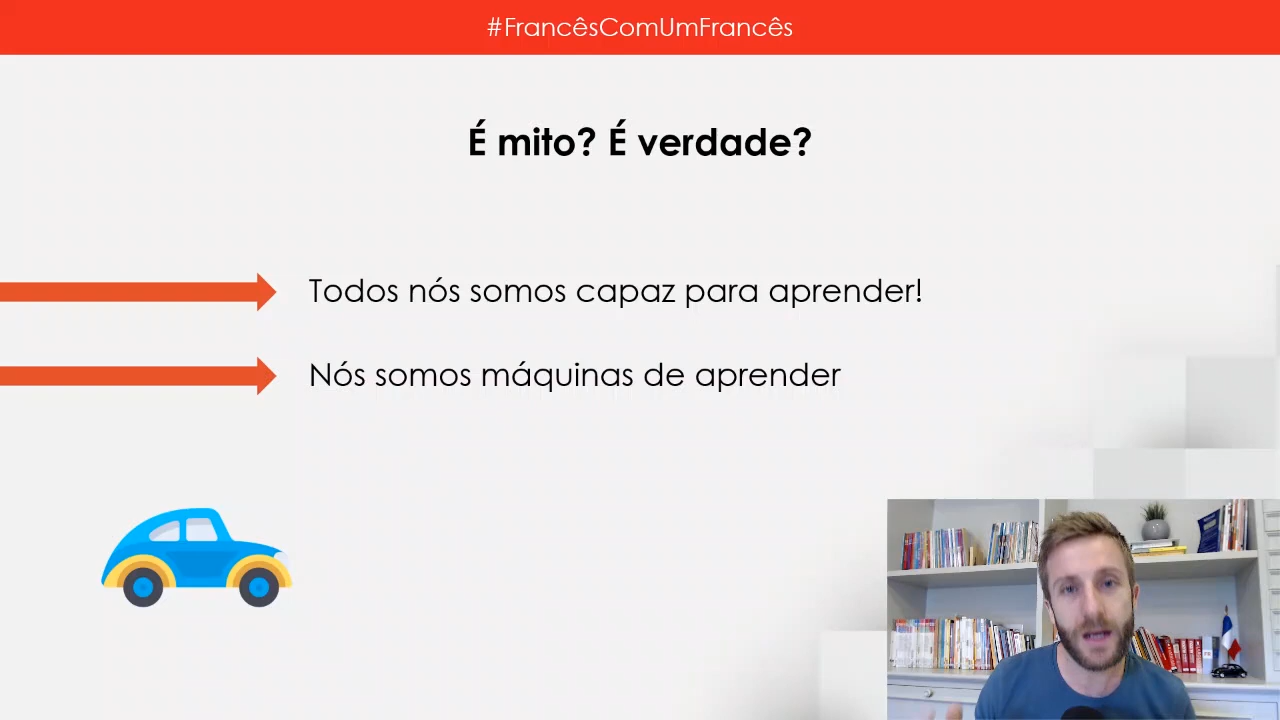 #FrancêsComUmFrancês
É mito? É verdade?
Todos nós somos capaz para aprender!
Nós somos máquinas de aprender